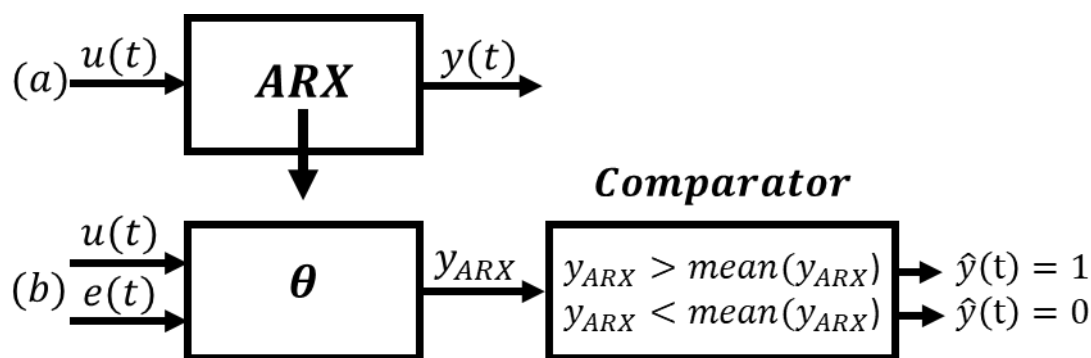 (a) u(t) ARX y(t)
Comparator
(b) u(t) e(t) θ y_ARX
y_ARX > mean(y_ARX) ŷ(t) = 1
y_ARX < mean(y_ARX) ŷ(t) = 0